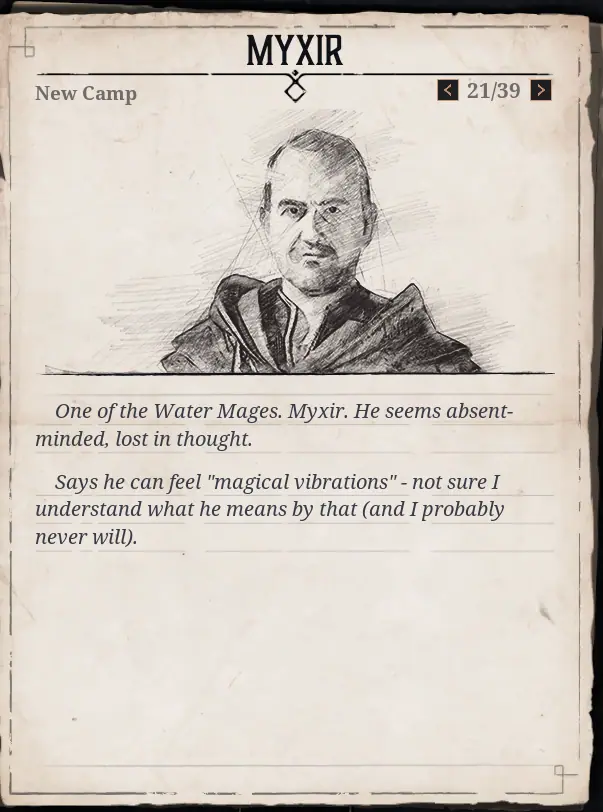 MYXIR
New Camp
21/39
One of the Water Mages. Myxir. He seems absent-
minded, lost in thought.
Says he can feel "magical vibrations" - not sure I
understand what he means by that (and I probably
never will).